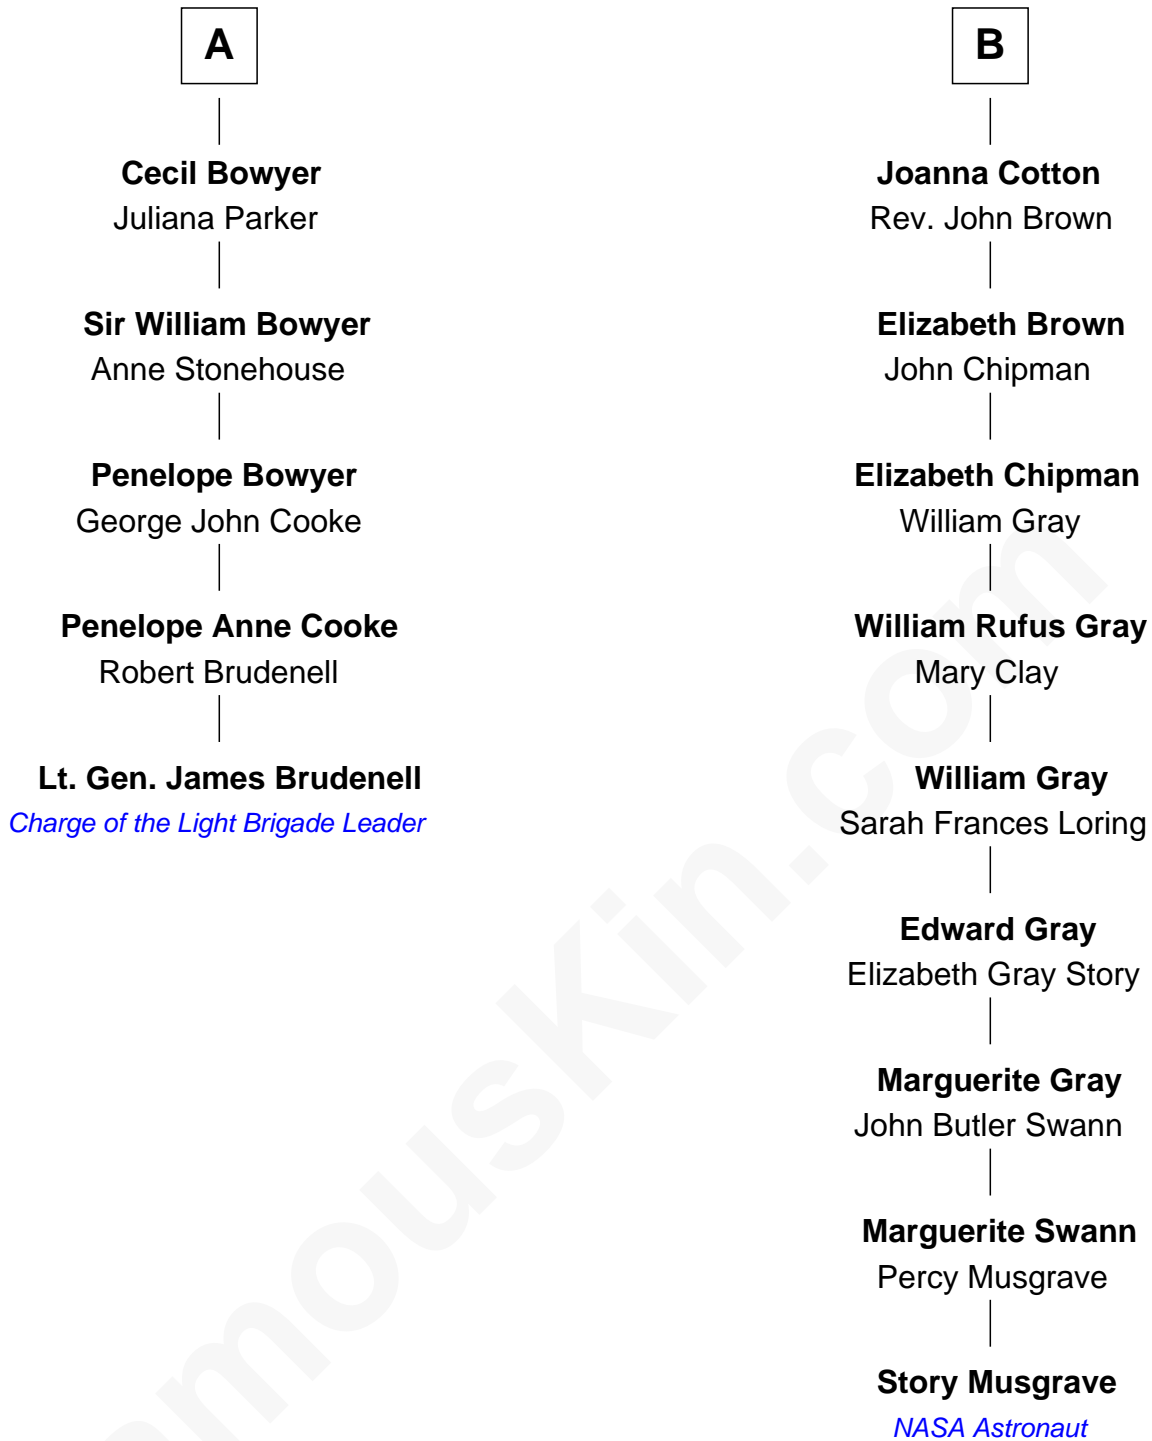 A
Cecil Bowyer
Juliana Parker
Sir William Bowyer
Anne Stonehouse
Penelope Bowyer
George John Cooke
Penelope Anne Cooke
Robert Brudenell
Lt. Gen. James Brudenell
Charge of the Light Brigade Leader
B
Joanna Cotton
Rev. John Brown
Elizabeth Brown
John Chipman
Elizabeth Chipman
William Gray
William Rufus Gray
Mary Clay
William Gray
Sarah Frances Loring
Edward Gray
Elizabeth Gray Story
Marguerite Gray
John Butler Swann
Marguerite Swann
Percy Musgrave
Story Musgrave
NASA Astronaut
amouskin.com